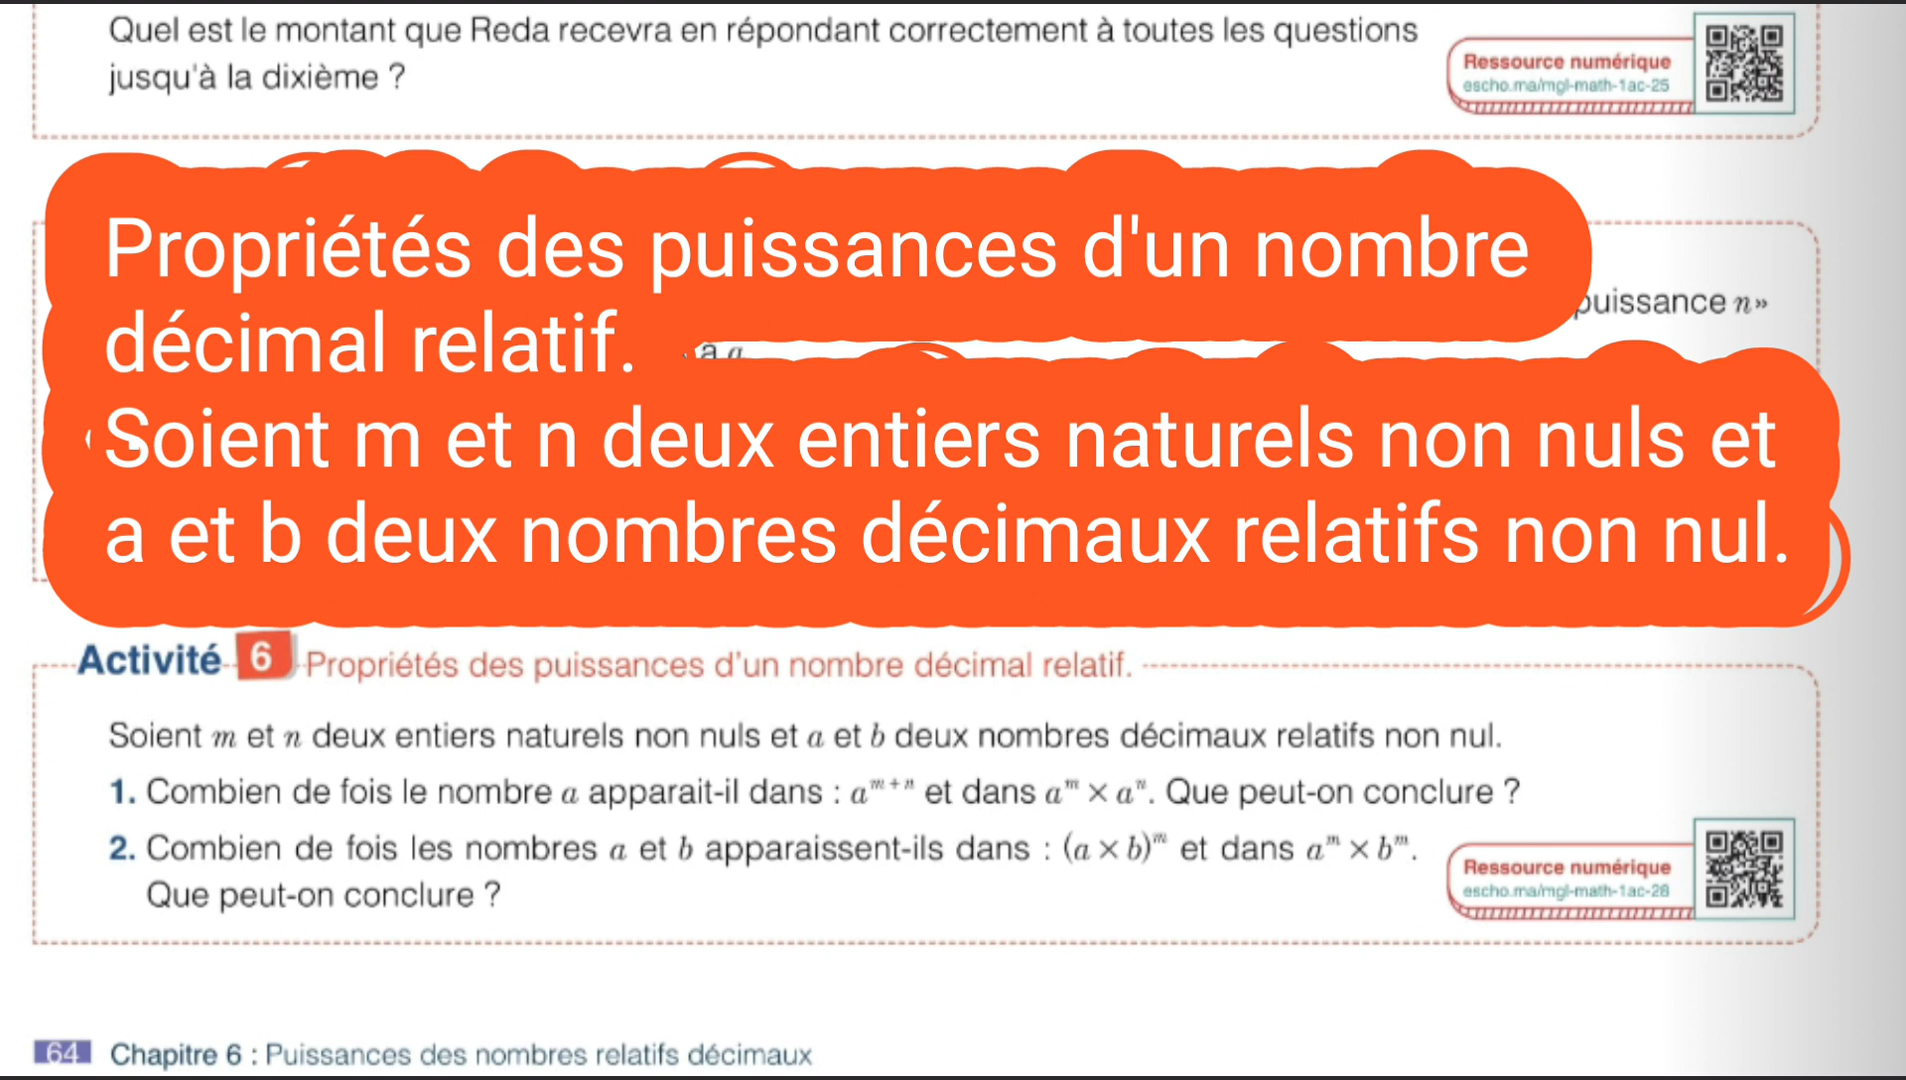 Quel est le montant que Reda recevra en répondant correctement à toutes les questions
jusqu'à la dixième ?
Ressource numérique
escho.ma/mgl-math-1ac-25
Propriétés des puissances d'un nombre
décimal relatif.
puissance n»
à a
Soient m et n deux entiers naturels non nuls et
a et b deux nombres décimaux relatifs non nul.
Activité 6 Propriétés des puissances d'un nombre décimal relatif.
Soient m et n deux entiers naturels non nuls et a et b deux nombres décimaux relatifs non nul.
1. Combien de fois le nombre a apparait-il dans : aᵐ⁺ⁿ et dans aᵐ × aⁿ. Que peut-on conclure ?
2. Combien de fois les nombres a et b apparaissent-ils dans : (a × b)ᵐ et dans aᵐ × bᵐ.
Que peut-on conclure ?
Ressource numérique
escho.ma/mgl-math-1ac-26
64 Chapitre 6 : Puissances des nombres relatifs décimaux